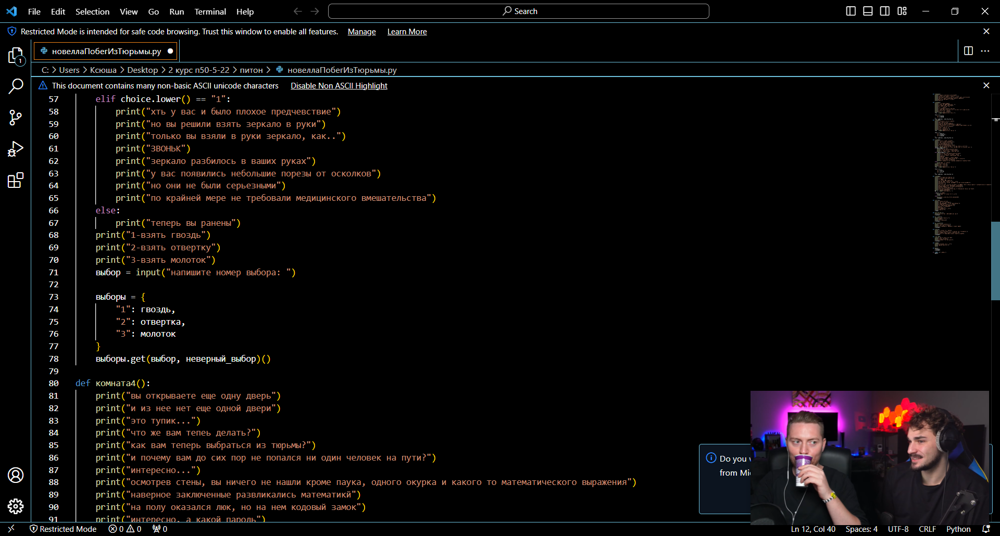 File Edit Selection View Go Run Terminal Help Search
Restricted Mode is intended for safe code browsing. Trust this window to enable all features. Manage Learn More
новеллаПобегИзТюрьмы.py
C: > Users > Ксюша > Desktop > 2 курс п50-5-22 > питон > новеллаПобегИзТюрьмы.py
This document contains many non-basic ASCII unicode characters Disable Non ASCII Highlight
1
57 elif choice.lower() == "1":
58 print("хть у вас и было плохое предчевствие")
59 print("но вы решили взять зеркало в руки")
60 print("только вы взяли в руки зеркало, как..")
61 print("ЗВОНЬК")
62 print("зеркало разбилось в ваших руках")
63 print("у вас появились небольшие порезы от осколков")
64 print("но они не были серьезными")
65 print("по крайней мере не требовали медицинского вмешательства")
66 else:
67 print("теперь вы ранены")
68 print("1-взять гвоздь")
69 print("2-взять отвертку")
70 print("3-взять молоток")
71 выбор = input("напишите номер выбора: ")
72
73 выборы = {
74 "1": гвоздь,
75 "2": отвертка,
76 "3": молоток
77 }
78 выборы.get(выбор, неверный_выбор)()
79
80 def комната4():
81 print("вы открываете еще одну дверь")
82 print("и из нее нет еще одной двери")
83 print("это тупик...")
84 print("что же вам тепеь делать?")
85 print("как вам теперь выбраться из тюрьмы?")
86 print("и почему вам до сих пор не попался ни один человек на пути?")
87 print("интересно...")
88 print("осмотрев стены, вы ничего не нашли кроме паука, одного окурка и какого то математического выражения")
89 print("наверное заключенные развликались математикй")
90 print("на полу оказался люк, но на нем кодовый замок")
91 print("интересно, а какой пароль")
Do you
from
Restricted Mode 0 0 0 Ln 12, Col 40 Spaces: 4 UTF-8 CRLF Python